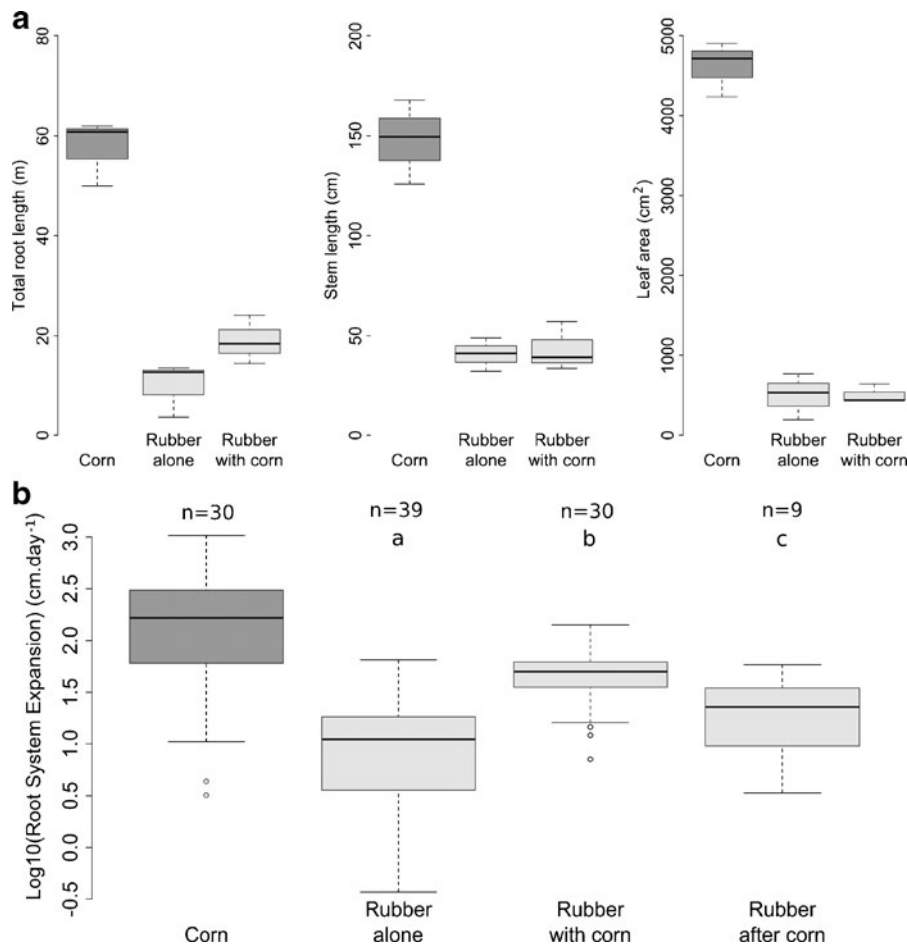 a
Total root length (m)
0
20
40
60
80
Corn
Rubber alone
Rubber with corn
Stem length (cm)
0
50
100
150
200
Corn
Rubber alone
Rubber with corn
Leaf area (cm²)
0
1000
2000
3000
4000
5000
Corn
Rubber alone
Rubber with corn
b
n=30
n=39
n=30
n=9
a
b
c
Log10(Root System Expansion) (cm.day⁻¹)
-0.5
0.0
0.5
1.0
1.5
2.0
2.5
3.0
Corn
Rubber alone
Rubber with corn
Rubber after corn